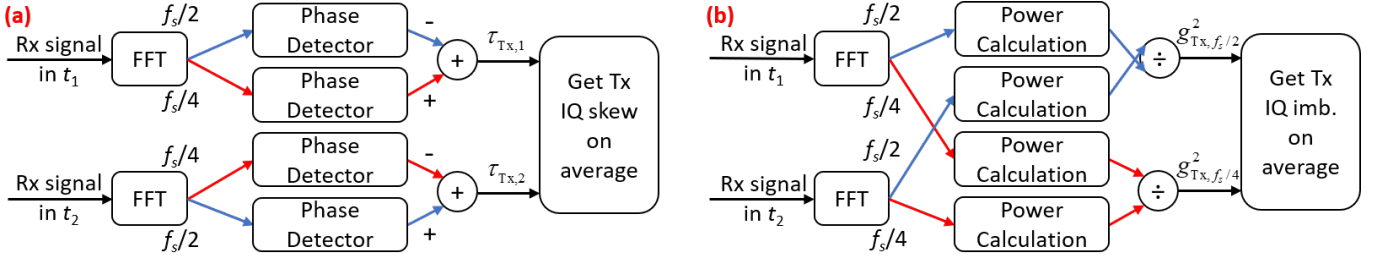 (a)
f_s/2
Phase
Detector
-
Rx signal
in t_1
FFT
+
τ_Tx,1
f_s/4
Phase
Detector
+
Get Tx
IQ skew
on
average
f_s/4
Phase
Detector
-
Rx signal
in t_2
FFT
+
τ_Tx,2
f_s/2
Phase
Detector
+
(b)
f_s/2
Power
Calculation
Rx signal
in t_1
FFT
÷
g²_Tx,f_s/2
f_s/4
Power
Calculation
Get Tx
IQ imb.
on
average
f_s/2
Power
Calculation
Rx signal
in t_2
FFT
÷
g²_Tx,f_s/4
f_s/4
Power
Calculation